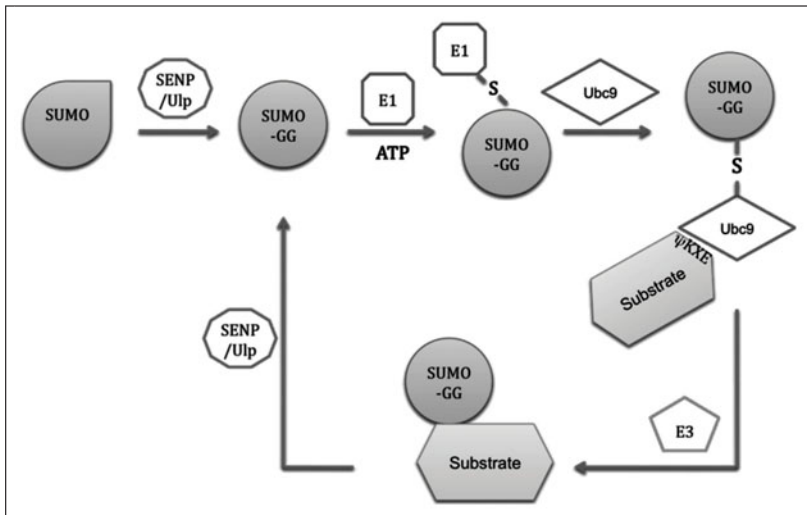 SUMO
SENP
/Ulp
SUMO
-GG
E1
ATP
E1
S
SUMO
-GG
Ubc9
SUMO
-GG
S
Ubc9
ψKXE
Substrate
E3
SUMO
-GG
Substrate
SENP
/Ulp